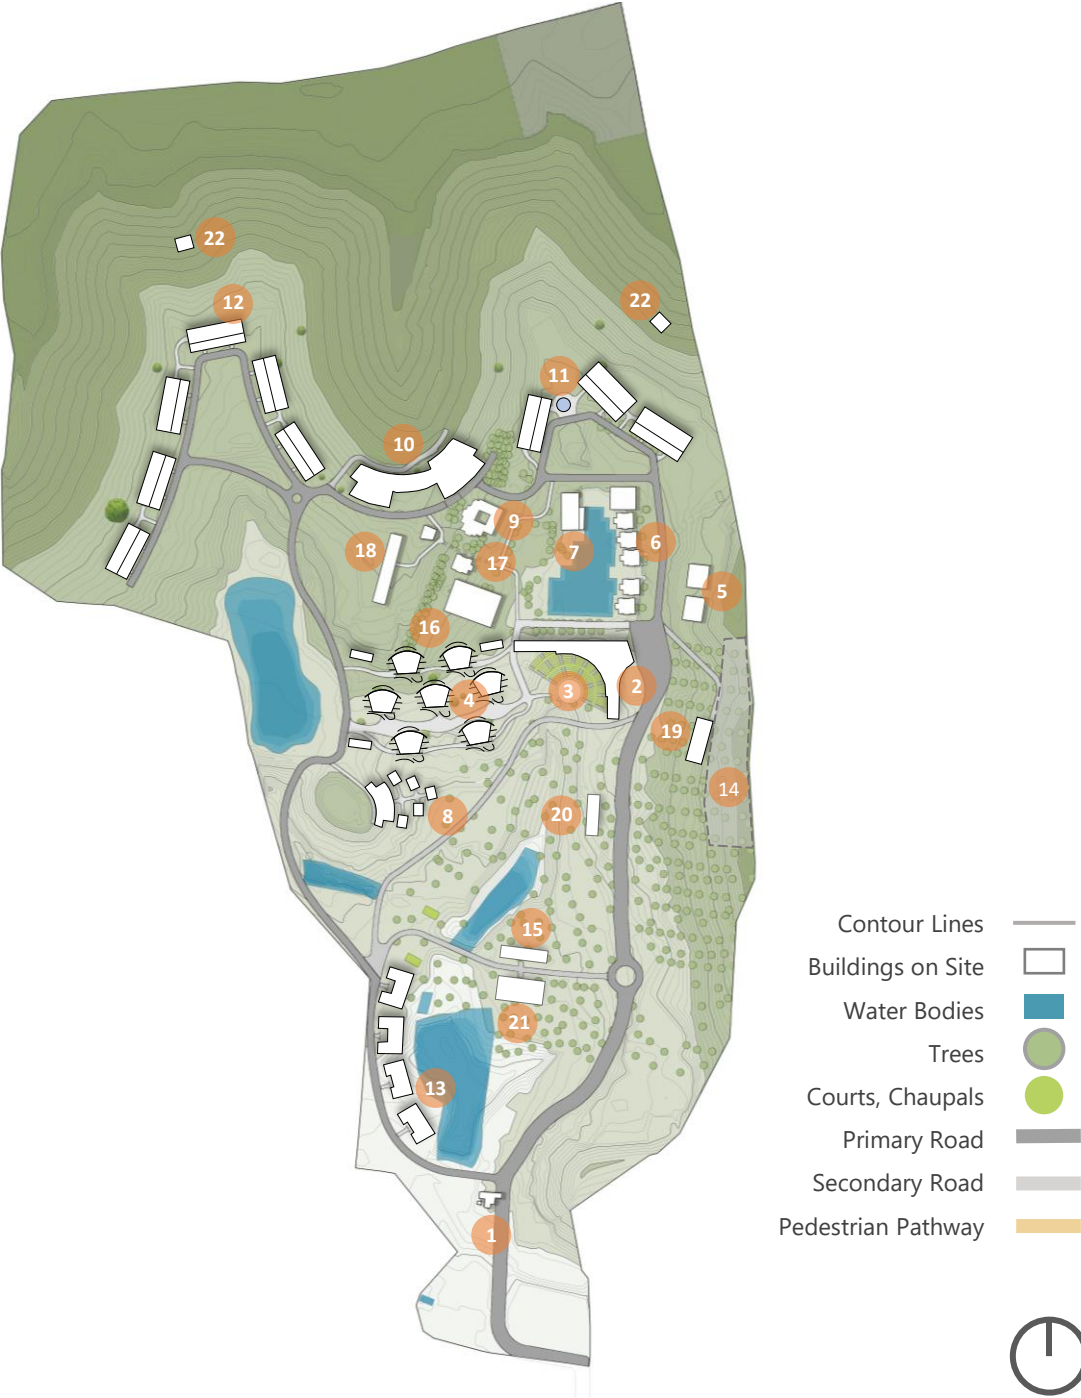 22
12
22
11
10
9
18
17
7
6
5
16
4
3
2
19
14
8
20
15
21
13
1
Contour Lines
Buildings on Site
Water Bodies
Trees
Courts, Chaupals
Primary Road
Secondary Road
Pedestrian Pathway